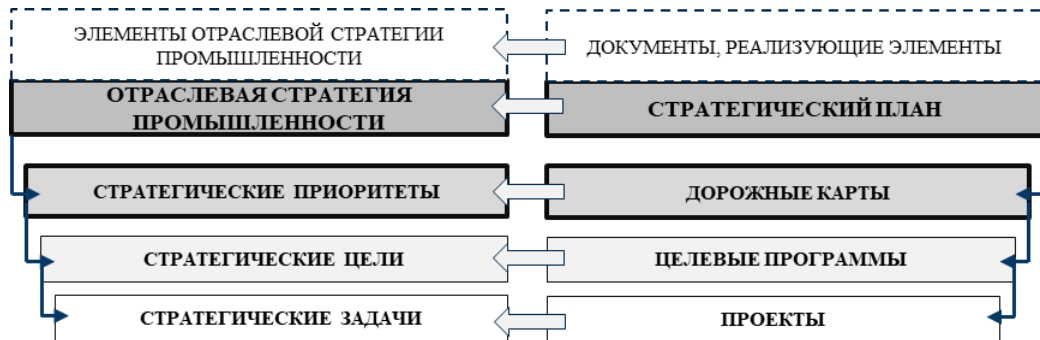 ЭЛЕМЕНТЫ ОТРАСЛЕВОЙ СТРАТЕГИИ
ПРОМЫШЛЕННОСТИ
ДОКУМЕНТЫ, РЕАЛИЗУЮЩИЕ ЭЛЕМЕНТЫ
ОТРАСЛЕВАЯ СТРАТЕГИЯ
ПРОМЫШЛЕННОСТИ
СТРАТЕГИЧЕСКИЙ ПЛАН
СТРАТЕГИЧЕСКИЕ ПРИОРИТЕТЫ
ДОРОЖНЫЕ КАРТЫ
СТРАТЕГИЧЕСКИЕ ЦЕЛИ
ЦЕЛЕВЫЕ ПРОГРАММЫ
СТРАТЕГИЧЕСКИЕ ЗАДАЧИ
ПРОЕКТЫ